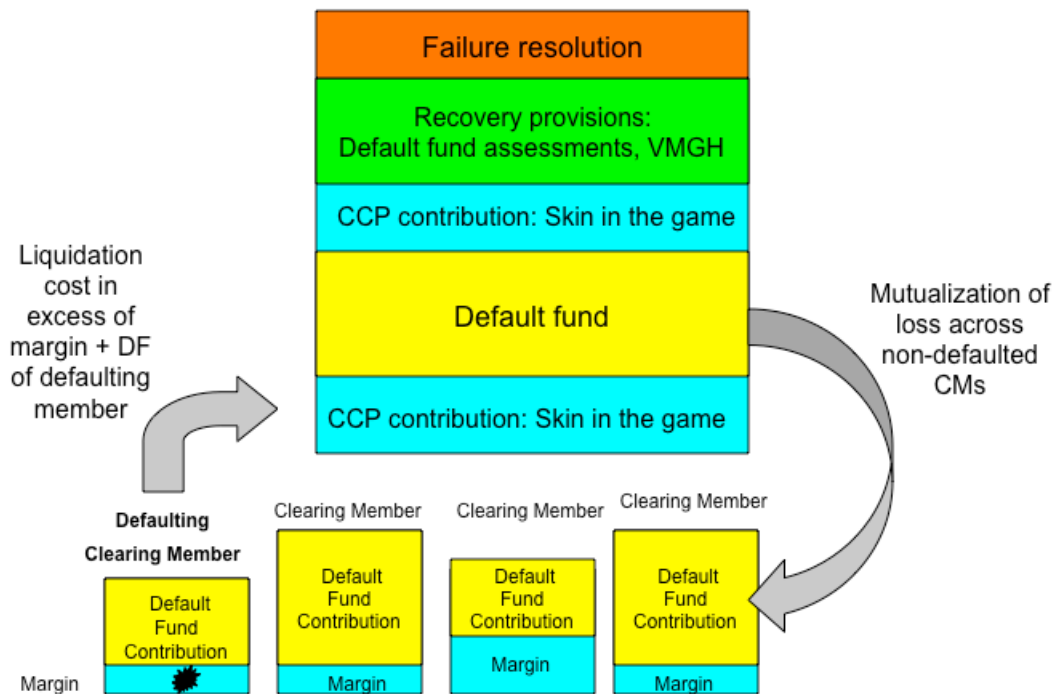 Failure resolution
Recovery provisions:
Default fund assessments, VMGH
CCP contribution: Skin in the game
Default fund
CCP contribution: Skin in the game
Liquidation
cost in
excess of
margin + DF
of defaulting
member
Mutualization of
loss across
non-defaulted
CMs
Defaulting
Clearing Member
Default
Fund
Contribution
Margin
Clearing Member
Default
Fund
Contribution
Margin
Clearing Member
Default
Fund
Contribution
Margin
Clearing Member
Default
Fund
Contribution
Margin